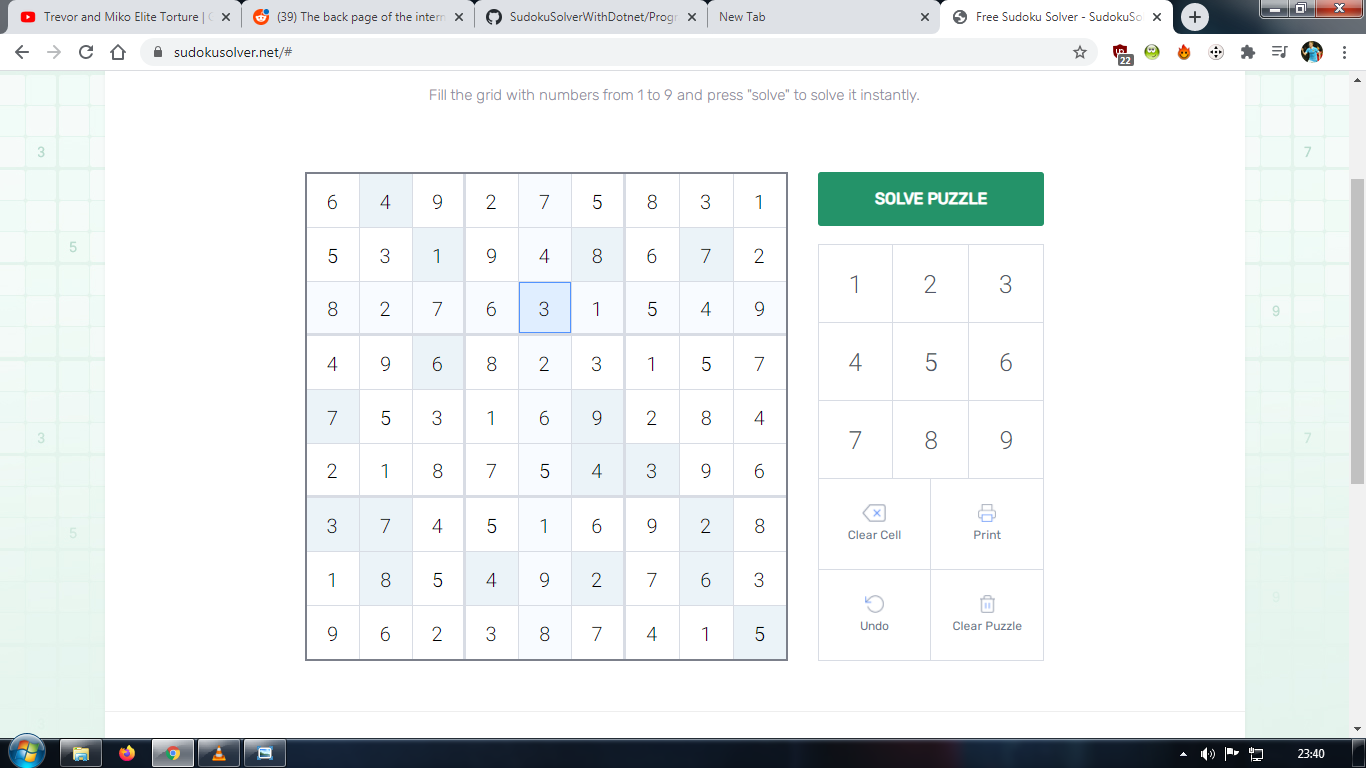 Trevor and Miko Elite Torture | 
(39) The back page of the intern
SudokuSolverWithDotnet/Progr
New Tab
Free Sudoku Solver - SudokuSo
sudokusolver.net/#
22
Fill the grid with numbers from 1 to 9 and press "solve" to solve it instantly.
6 4 9 2 7 5 8 3 1
5 3 1 9 4 8 6 7 2
8 2 7 6 3 1 5 4 9
4 9 6 8 2 3 1 5 7
7 5 3 1 6 9 2 8 4
2 1 8 7 5 4 3 9 6
3 7 4 5 1 6 9 2 8
1 8 5 4 9 2 7 6 3
9 6 2 3 8 7 4 1 5
SOLVE PUZZLE
1 2 3
4 5 6
7 8 9
Clear Cell
Print
Undo
Clear Puzzle
3
5
3
5
7
9
7
9
23:40